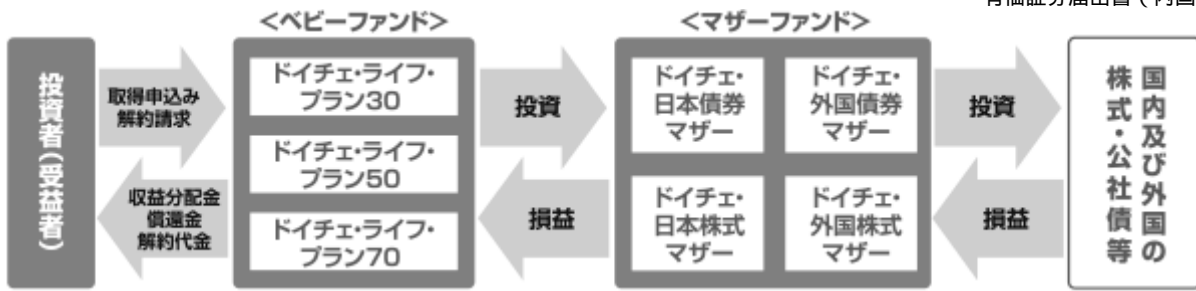 有価証券届出書(内国
<ベビーファンド>
<マザーファンド>
投資者(受益者)
取得申込み
解約請求
収益分配金
償還金
解約代金
ドイチェ・ライフ・
プラン30
ドイチェ・ライフ・
プラン50
ドイチェ・ライフ・
プラン70
投資
損益
ドイチェ・
日本債券
マザー
ドイチェ・
外国債券
マザー
ドイチェ・
日本株式
マザー
ドイチェ・
外国株式
マザー
投資
損益
国内及び外国の
株式・公社債等